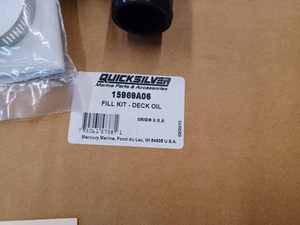 QUICKSILVER
Marine Parts & Accessories
15969A06
FILL KIT - DECK OIL
ORIGIN U.S.A.
Mercury Marine, Fond du Lac, WI 54935 U.S.A.